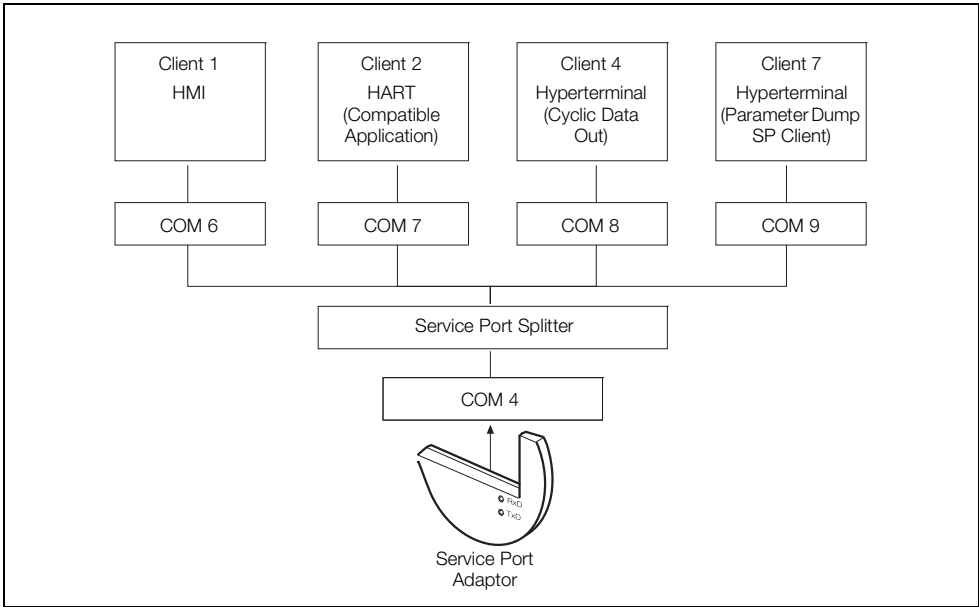 Client 1
HMI
Client 2
HART
(Compatible
Application)
Client 4
Hyperterminal
(Cyclic Data
Out)
Client 7
Hyperterminal
(Parameter Dump
SP Client)
COM 6
COM 7
COM 8
COM 9
Service Port Splitter
COM 4
RxD
TxD
Service Port
Adaptor